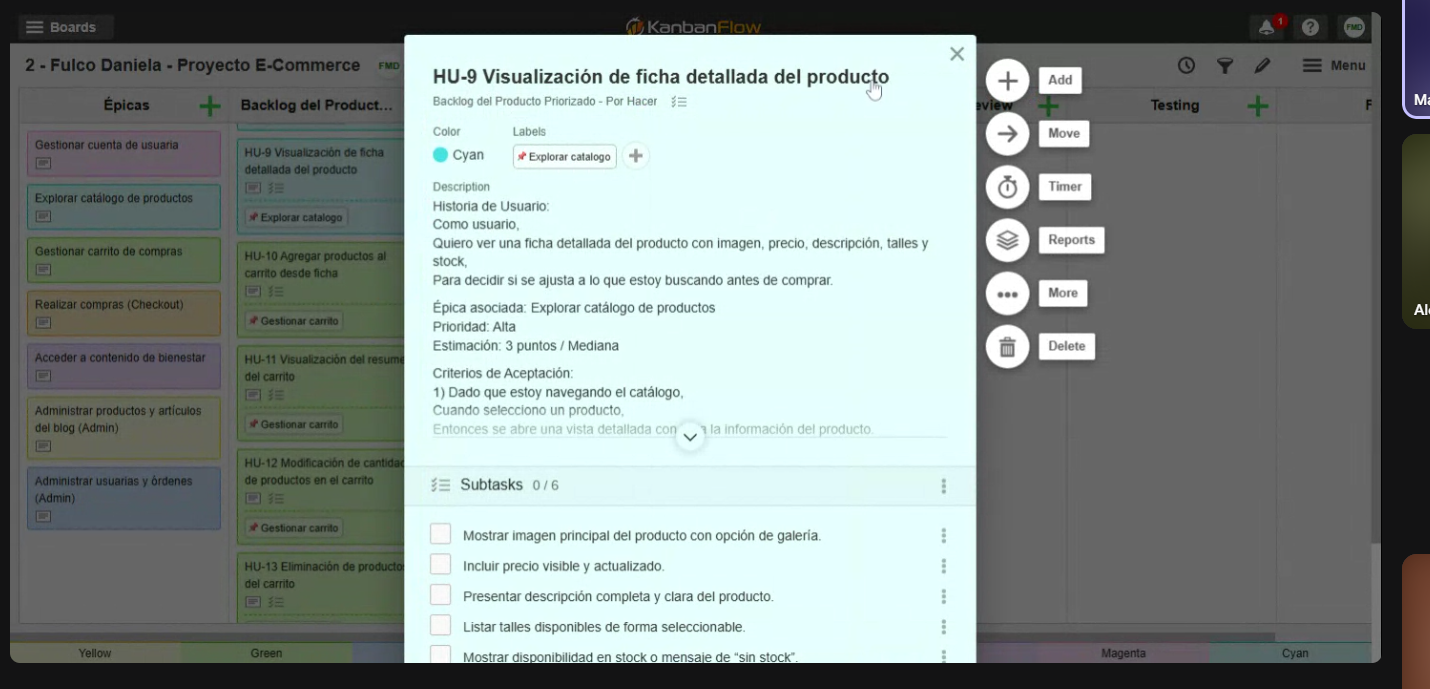 Boards
KanbanFlow
1
FMD
2 - Fulco Daniela - Proyecto E-Commerce
FMD
Menu
Épicas
Backlog del Product...
Testing
Gestionar cuenta de usuaria
Explorar catálogo de productos
Gestionar carrito de compras
Realizar compras (Checkout)
Acceder a contenido de bienestar
Administrar productos y artículos
del blog (Admin)
Administrar usuarias y órdenes
(Admin)
HU-9 Visualización de ficha
detallada del producto
Explorar catalogo
HU-10 Agregar productos al
carrito desde ficha
Gestionar carrito
HU-11 Visualización del resume
del carrito
Gestionar carrito
HU-12 Modificación de cantidad
de productos en el carrito
Gestionar carrito
HU-13 Eliminación de producto
del carrito
HU-9 Visualización de ficha detallada del producto
Backlog del Producto Priorizado - Por Hacer
Color
Labels
Cyan
Explorar catalogo
Description
Historia de Usuario:
Como usuario,
Quiero ver una ficha detallada del producto con imagen, precio, descripción, talles y
stock,
Para decidir si se ajusta a lo que estoy buscando antes de comprar.
Épica asociada: Explorar catálogo de productos
Prioridad: Alta
Estimación: 3 puntos / Mediana
Criterios de Aceptación:
1) Dado que estoy navegando el catálogo,
Cuando selecciono un producto,
Entonces se abre una vista detallada con la información del producto.
Subtasks 0 / 6
Mostrar imagen principal del producto con opción de galería.
Incluir precio visible y actualizado.
Presentar descripción completa y clara del producto.
Listar talles disponibles de forma seleccionable.
Mostrar disponibilidad en stock o mensaje de “sin stock”.
Add
Move
Timer
Reports
More
Delete
Yellow
Green
Magenta
Cyan
Ma
Al